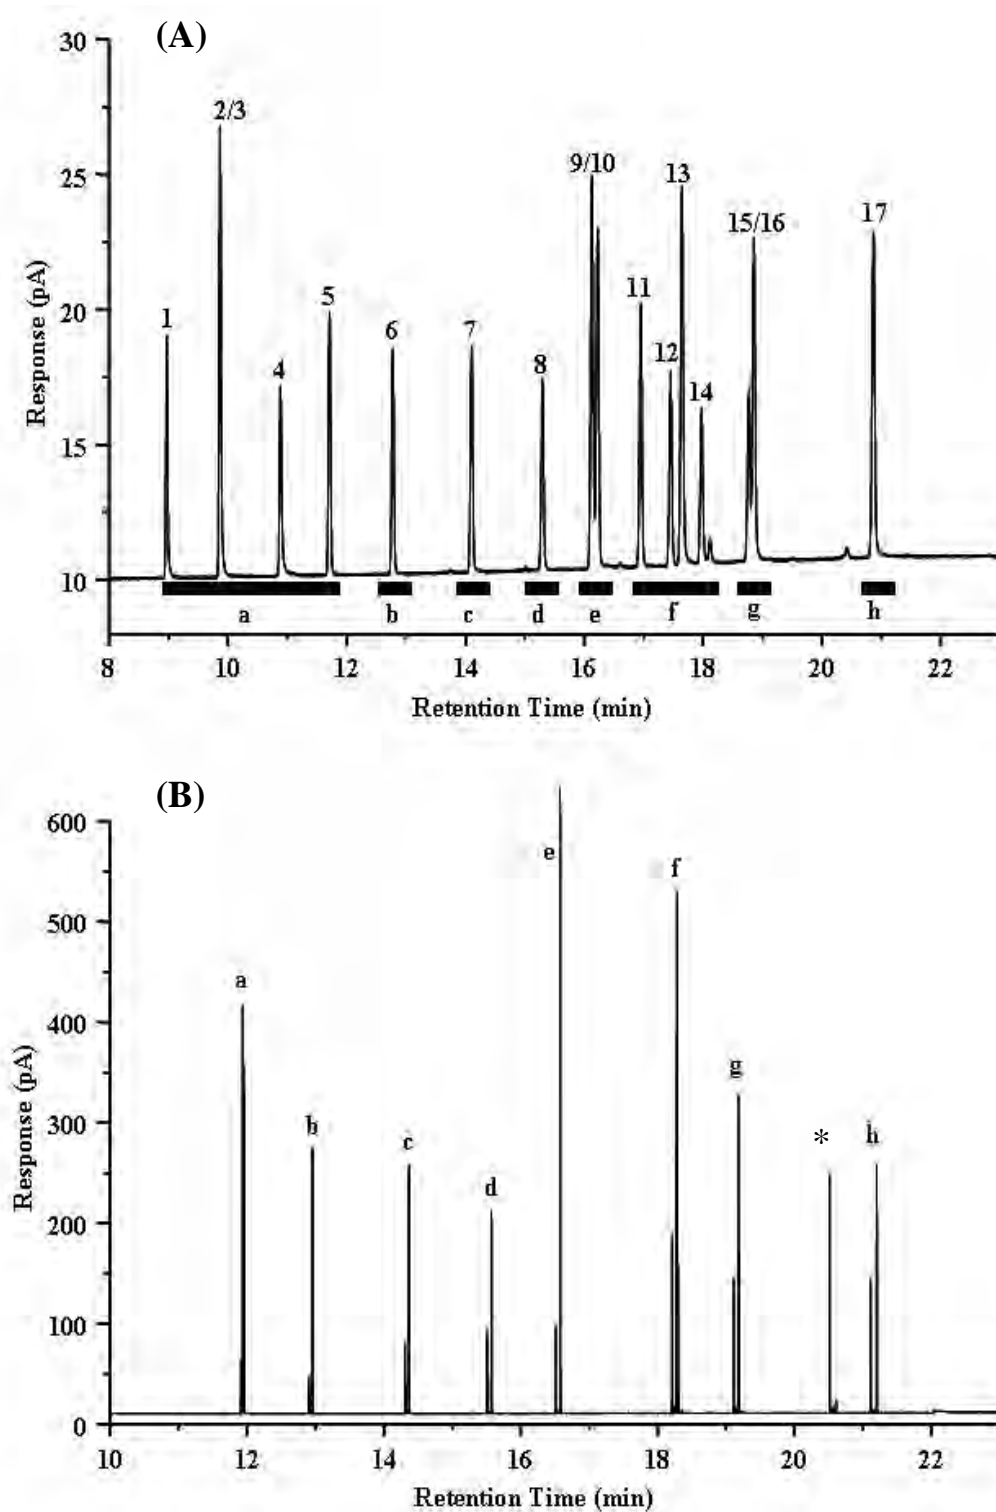 (A)
30
25
20
15
10
Response (pA)
1
2/3
4
5
6
7
8
9/10
11
12
13
14
15/16
17
a
b
c
d
e
f
g
h
8
10
12
14
16
18
20
22
Retention Time (min)
(B)
600
500
400
300
200
100
0
Response (pA)
a
b
c
d
e
f
g
*
h
10
12
14
16
18
20
22
Retention Time (min)